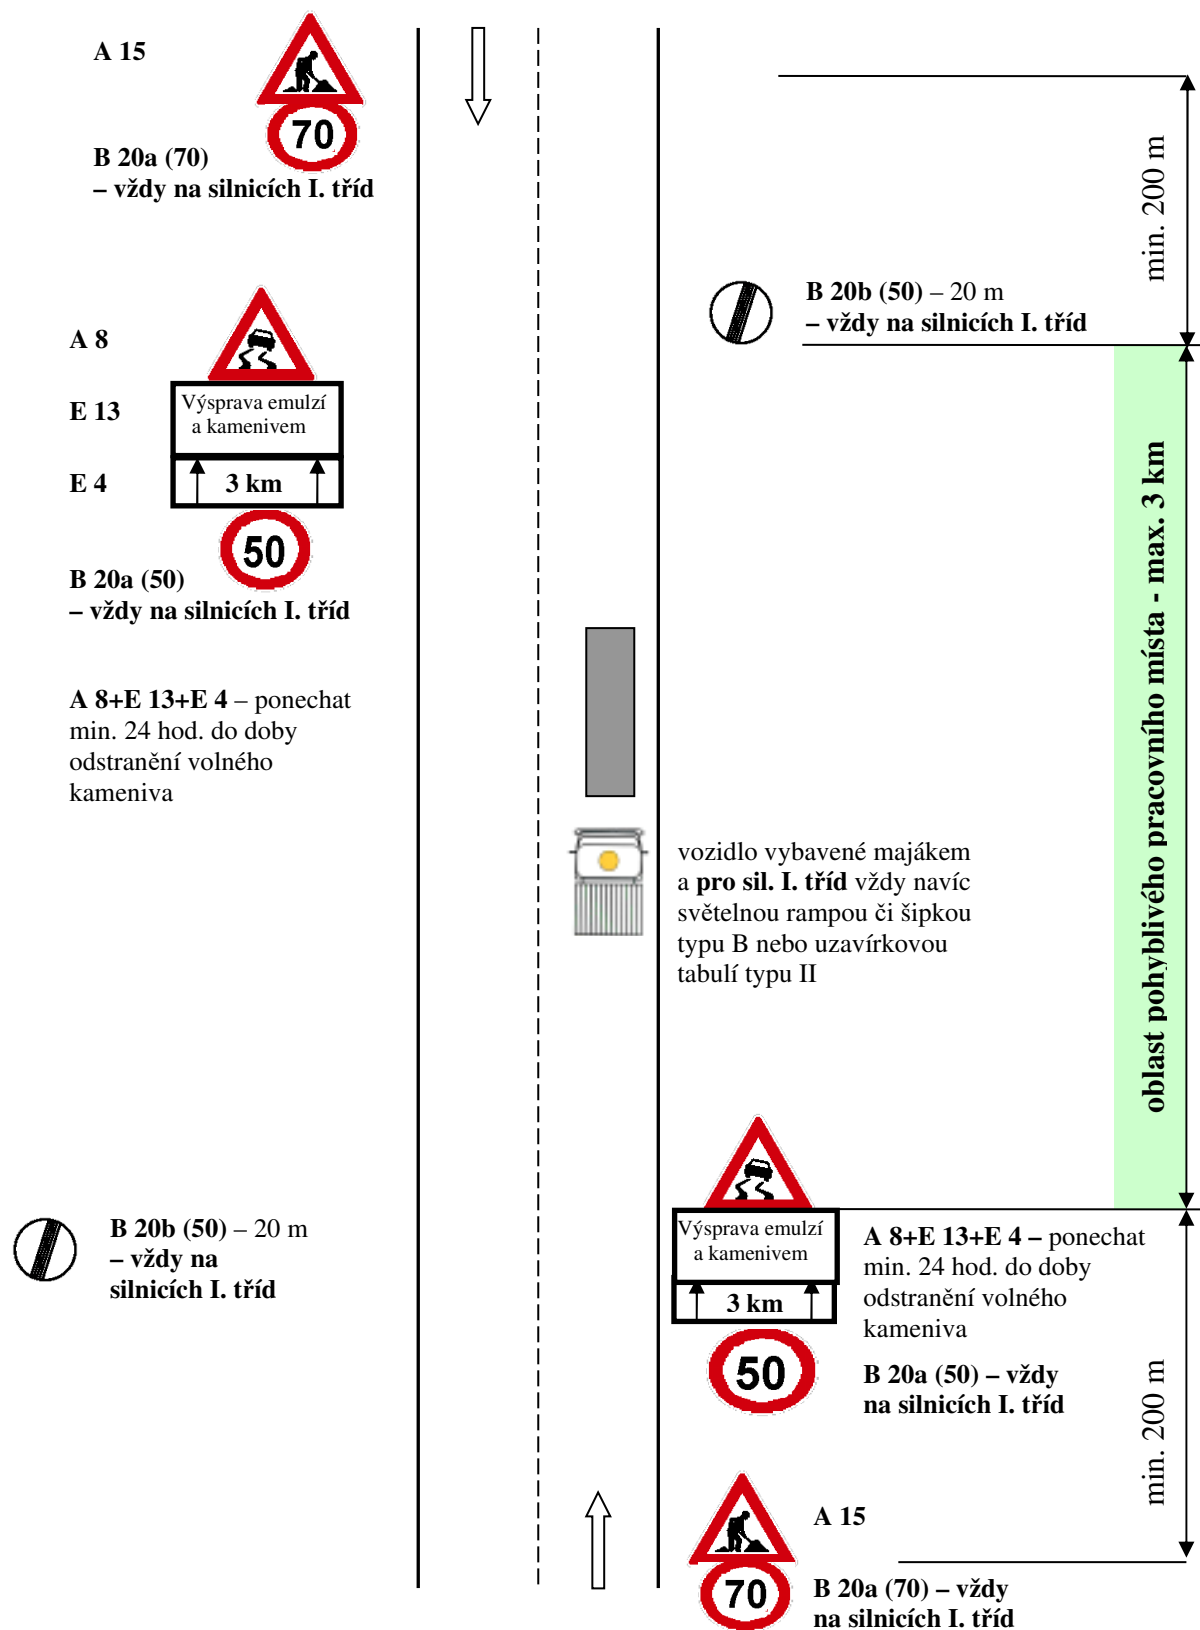 A 15
70
B 20a (70)
– vždy na silnicích I. tříd
min. 200 m
B 20b (50) – 20 m
– vždy na silnicích I. tříd
A 8
E 13
Výsprava emulzí
a kamenivem
E 4
3 km
50
B 20a (50)
– vždy na silnicích I. tříd
A 8+E 13+E 4 – ponechat
min. 24 hod. do doby
odstranění volného
kameniva
oblast pohyblivého pracovního místa - max. 3 km
vozidlo vybavené majákem
a pro sil. I. tříd vždy navíc
světelnou rampou či šipkou
typu B nebo uzavírkovou
tabulí typu II
B 20b (50) – 20 m
– vždy na
silnicích I. tříd
Výsprava emulzí
a kamenivem
3 km
50
A 8+E 13+E 4 – ponechat
min. 24 hod. do doby
odstranění volného
kameniva
B 20a (50) – vždy
na silnicích I. tříd
min. 200 m
A 15
70
B 20a (70) – vždy
na silnicích I. tříd